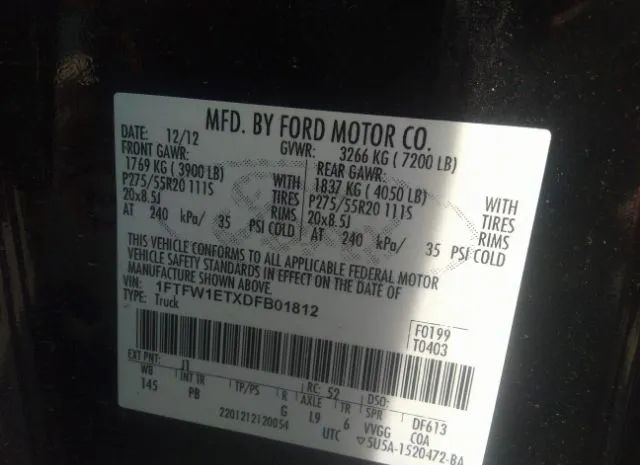 MFD. BY FORD MOTOR CO.
DATE: 12/12 GVWR: 3266 KG ( 7200 LB)
FRONT GAWR: REAR GAWR:
1769 KG ( 3900 LB) WITH 1837 KG ( 4050 LB) WITH
P275/55R20 111S TIRES P275/55R20 111S TIRES
20x8.5J RIMS 20x8.5J RIMS
AT 240 kPa/ 35 PSI COLD AT 240 kPa/ 35 PSI COLD
THIS VEHICLE CONFORMS TO ALL APPLICABLE FEDERAL MOTOR
VEHICLE SAFETY STANDARDS IN EFFECT ON THE DATE OF
MANUFACTURE SHOWN ABOVE.
VIN: 1FTFW1ETXDFB01812
TYPE: Truck
F0199
T0403
EXT PNT: J1 RC: 52 DSO:
WB INT TR TP/PS R AXLE TR SPR DF613
145 PB G L9 6 VVGG COA
2201212120054 UTC 5U5A-1520472-BA